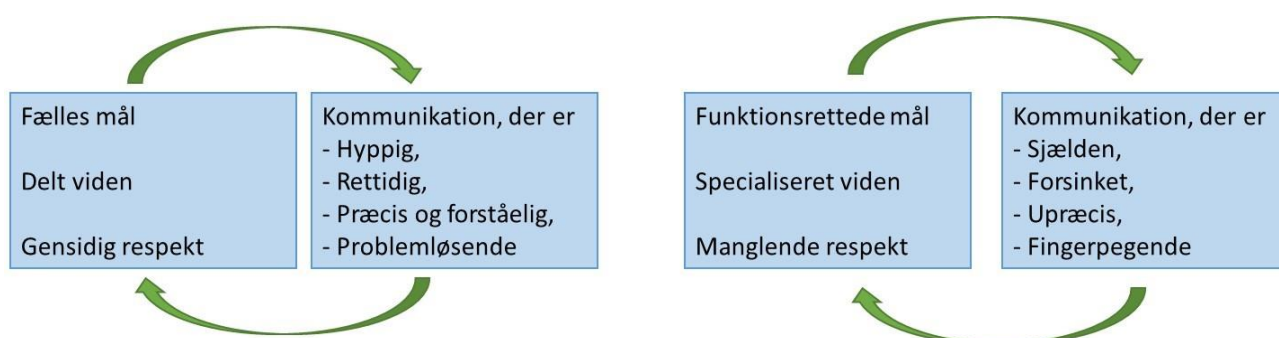 Fælles mål
Delt viden
Gensidig respekt
Kommunikation, der er
- Hyppig,
- Rettidig,
- Præcis og forståelig,
- Problemløsende
Funktionsrettede mål
Specialiseret viden
Manglende respekt
Kommunikation, der er
- Sjælden,
- Forsinket,
- Upræcis,
- Fingerpegende